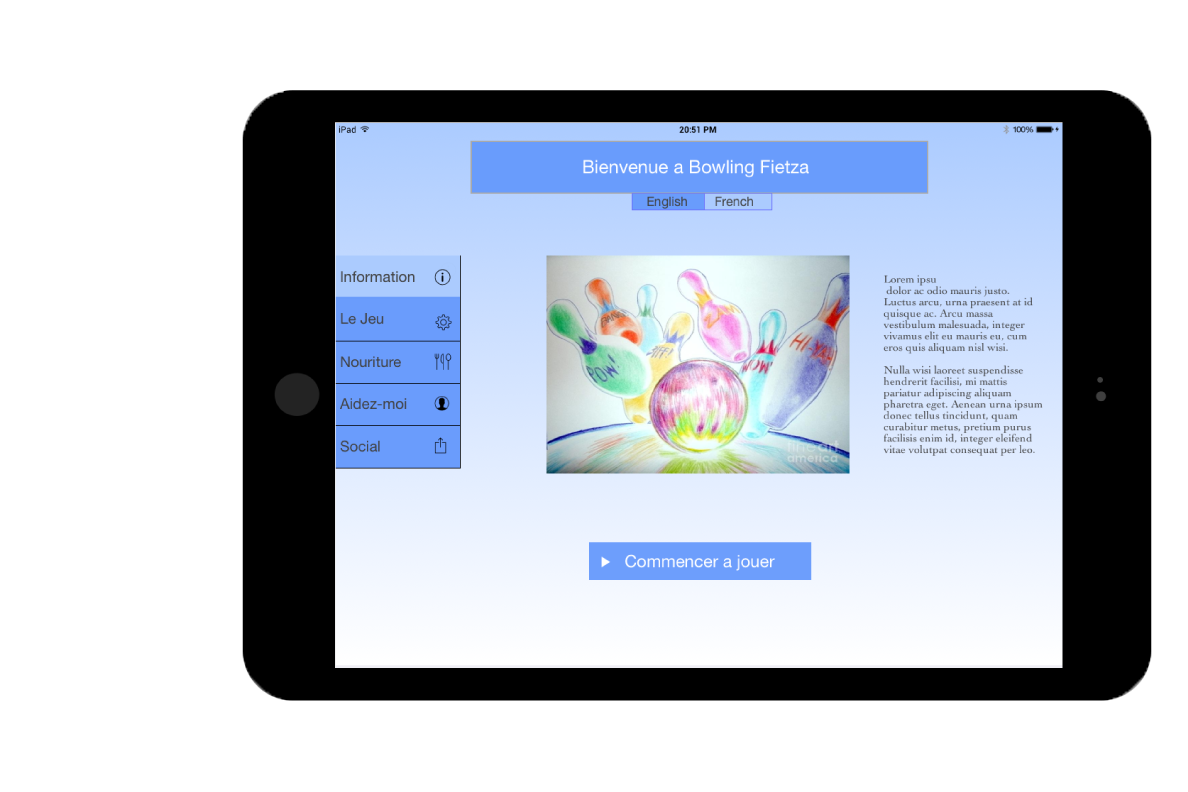 iPad
20:51 PM
100%
Bienvenue a Bowling Fietza
English
French
Information
Le Jeu
Nouriture
Aidez-moi
Social
POW!
WOW
fine art
america
Lorem ipsu
dolor ac odio mauris justo.
Luctus arcu, urna praesent at id
quisque ac. Arcu massa
vestibulum malesuada, integer
vivamus elit eu mauris eu, cum
eros quis aliquam nisl wisi.
Nulla wisi laoreet suspendisse
hendrerit facilisi, mi mattis
pariatur adipiscing aliquam
pharetra eget. Aenean urna ipsum
donec tellus tincidunt, quam
curabitur metus, pretium purus
facilisis enim id, integer eleifend
vitae volutpat consequat per leo.
Commencer a jouer